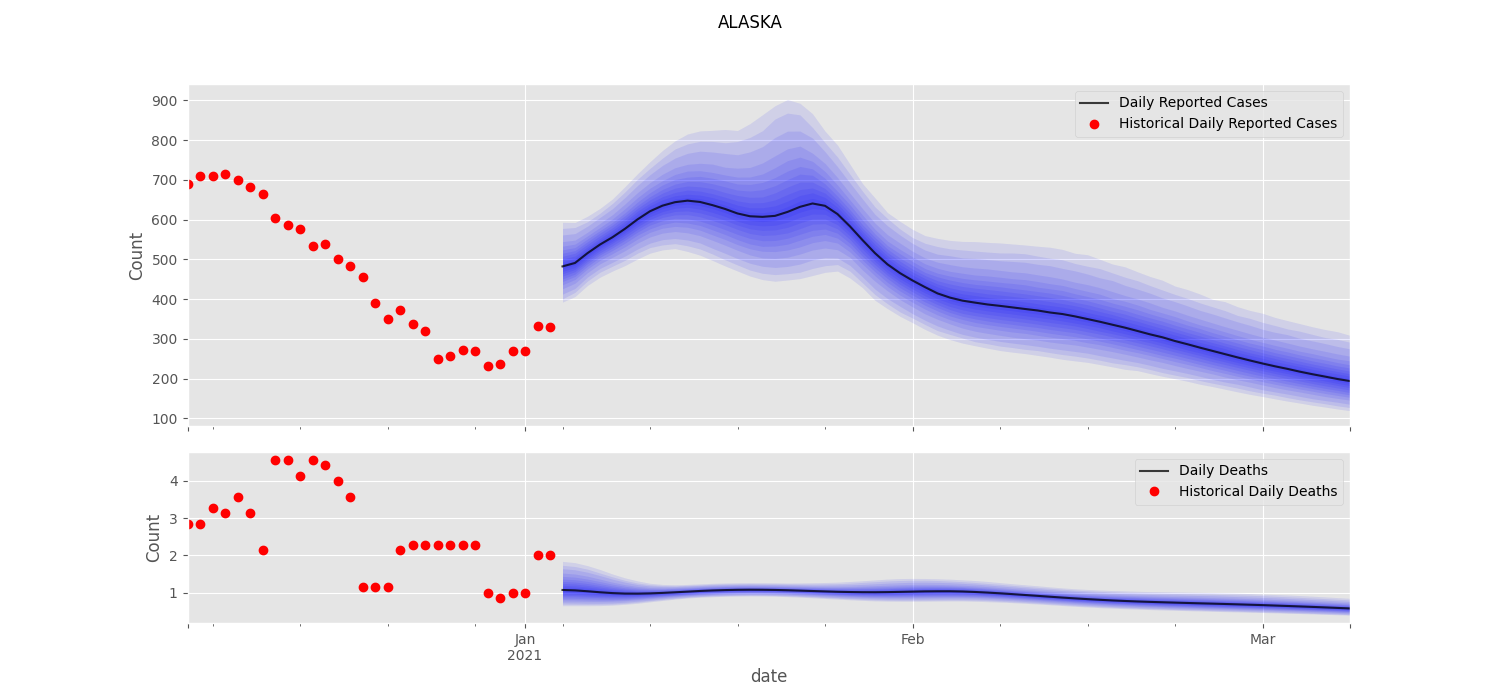 ALASKA
Daily Reported Cases
Historical Daily Reported Cases
Count
900
800
700
600
500
400
300
200
100
Daily Deaths
Historical Daily Deaths
Count
4
3
2
1
Jan
2021
Feb
Mar
date